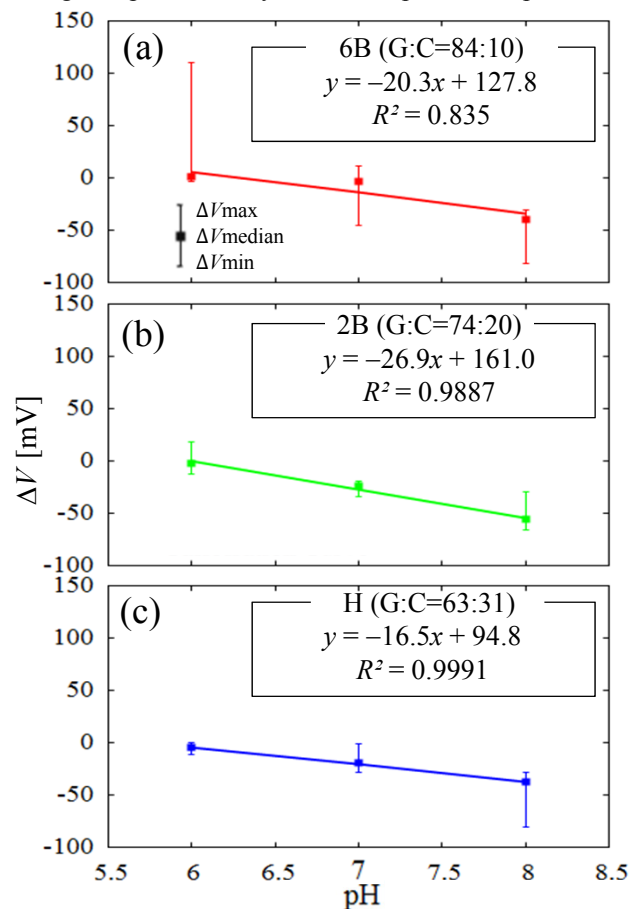 150
100
50
0
-50
-100
(a)
6B (G:C=84:10)
y = –20.3x + 127.8
R² = 0.835
ΔVmax
ΔVmedian
ΔVmin
150
100
50
0
-50
-100
(b)
2B (G:C=74:20)
y = –26.9x + 161.0
R² = 0.9887
ΔV [mV]
150
100
50
0
-50
-100
(c)
H (G:C=63:31)
y = –16.5x + 94.8
R² = 0.9991
5.5 6 6.5 7 7.5 8 8.5
pH